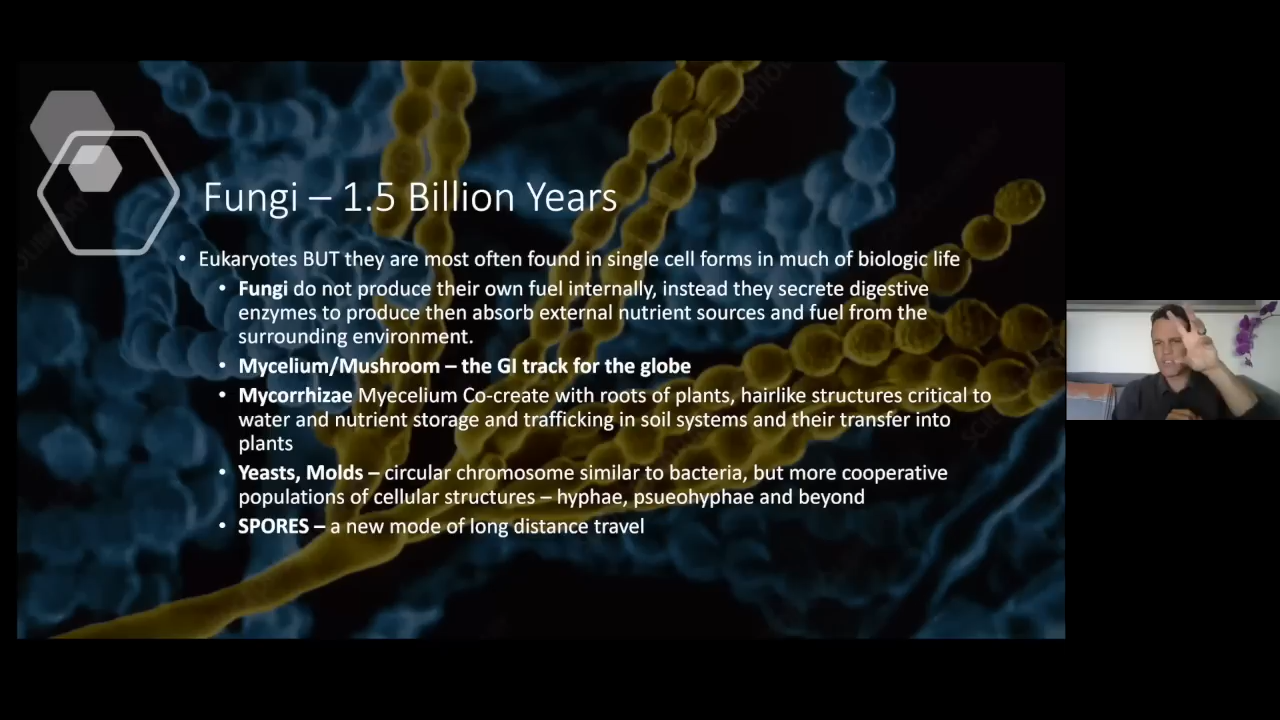 Fungi – 1.5 Billion Years
• Eukaryotes BUT they are most often found in single cell forms in much of biologic life
• Fungi do not produce their own fuel internally, instead they secrete digestive
enzymes to produce then absorb external nutrient sources and fuel from the
surrounding environment.
• Mycelium/Mushroom – the GI track for the globe
• Mycorrhizae Myecelium Co-create with roots of plants, hairlike structures critical to
water and nutrient storage and trafficking in soil systems and their transfer into
plants
• Yeasts, Molds – circular chromosome similar to bacteria, but more cooperative
populations of cellular structures – hyphae, psueohyphae and beyond
• SPORES – a new mode of long distance travel